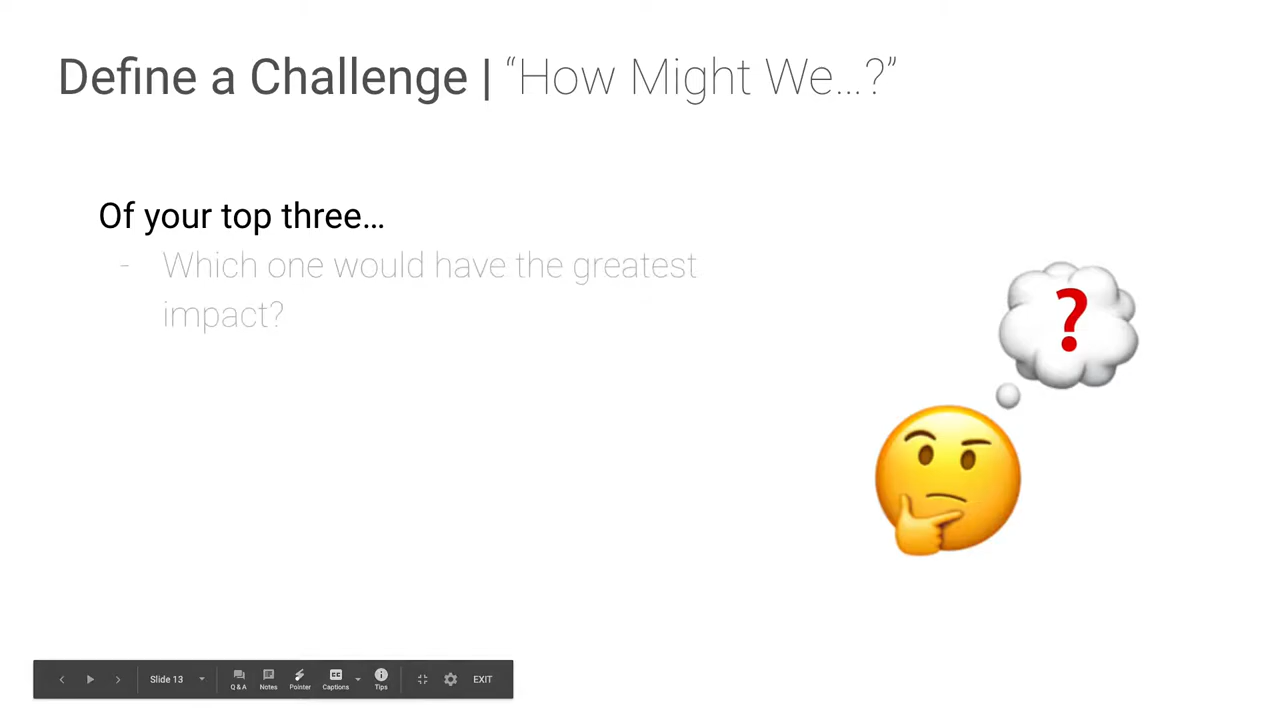 Define a Challenge | “How Might We...?”
Of your top three...
- Which one would have the greatest
impact?
?
Slide 13
Q & A
Notes
Pointer
CC
Captions
Tips
EXIT